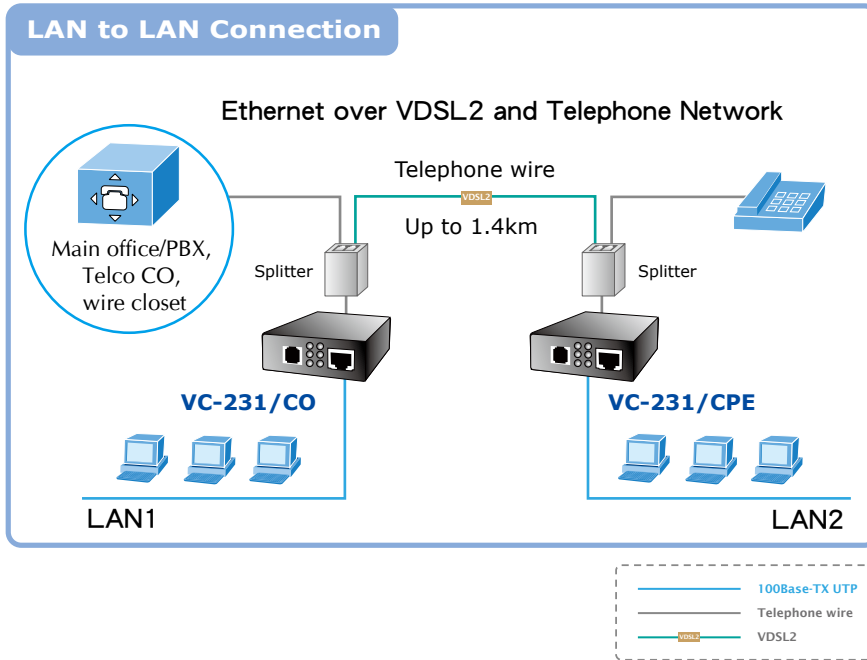 LAN to LAN Connection
Ethernet over VDSL2 and Telephone Network
Telephone wire
VDSL2
Up to 1.4km
Main office/PBX,
Telco CO,
wire closet
Splitter
Splitter
VC-231/CO
VC-231/CPE
LAN1
LAN2
100Base-TX UTP
Telephone wire
VDSL2
VDSL2